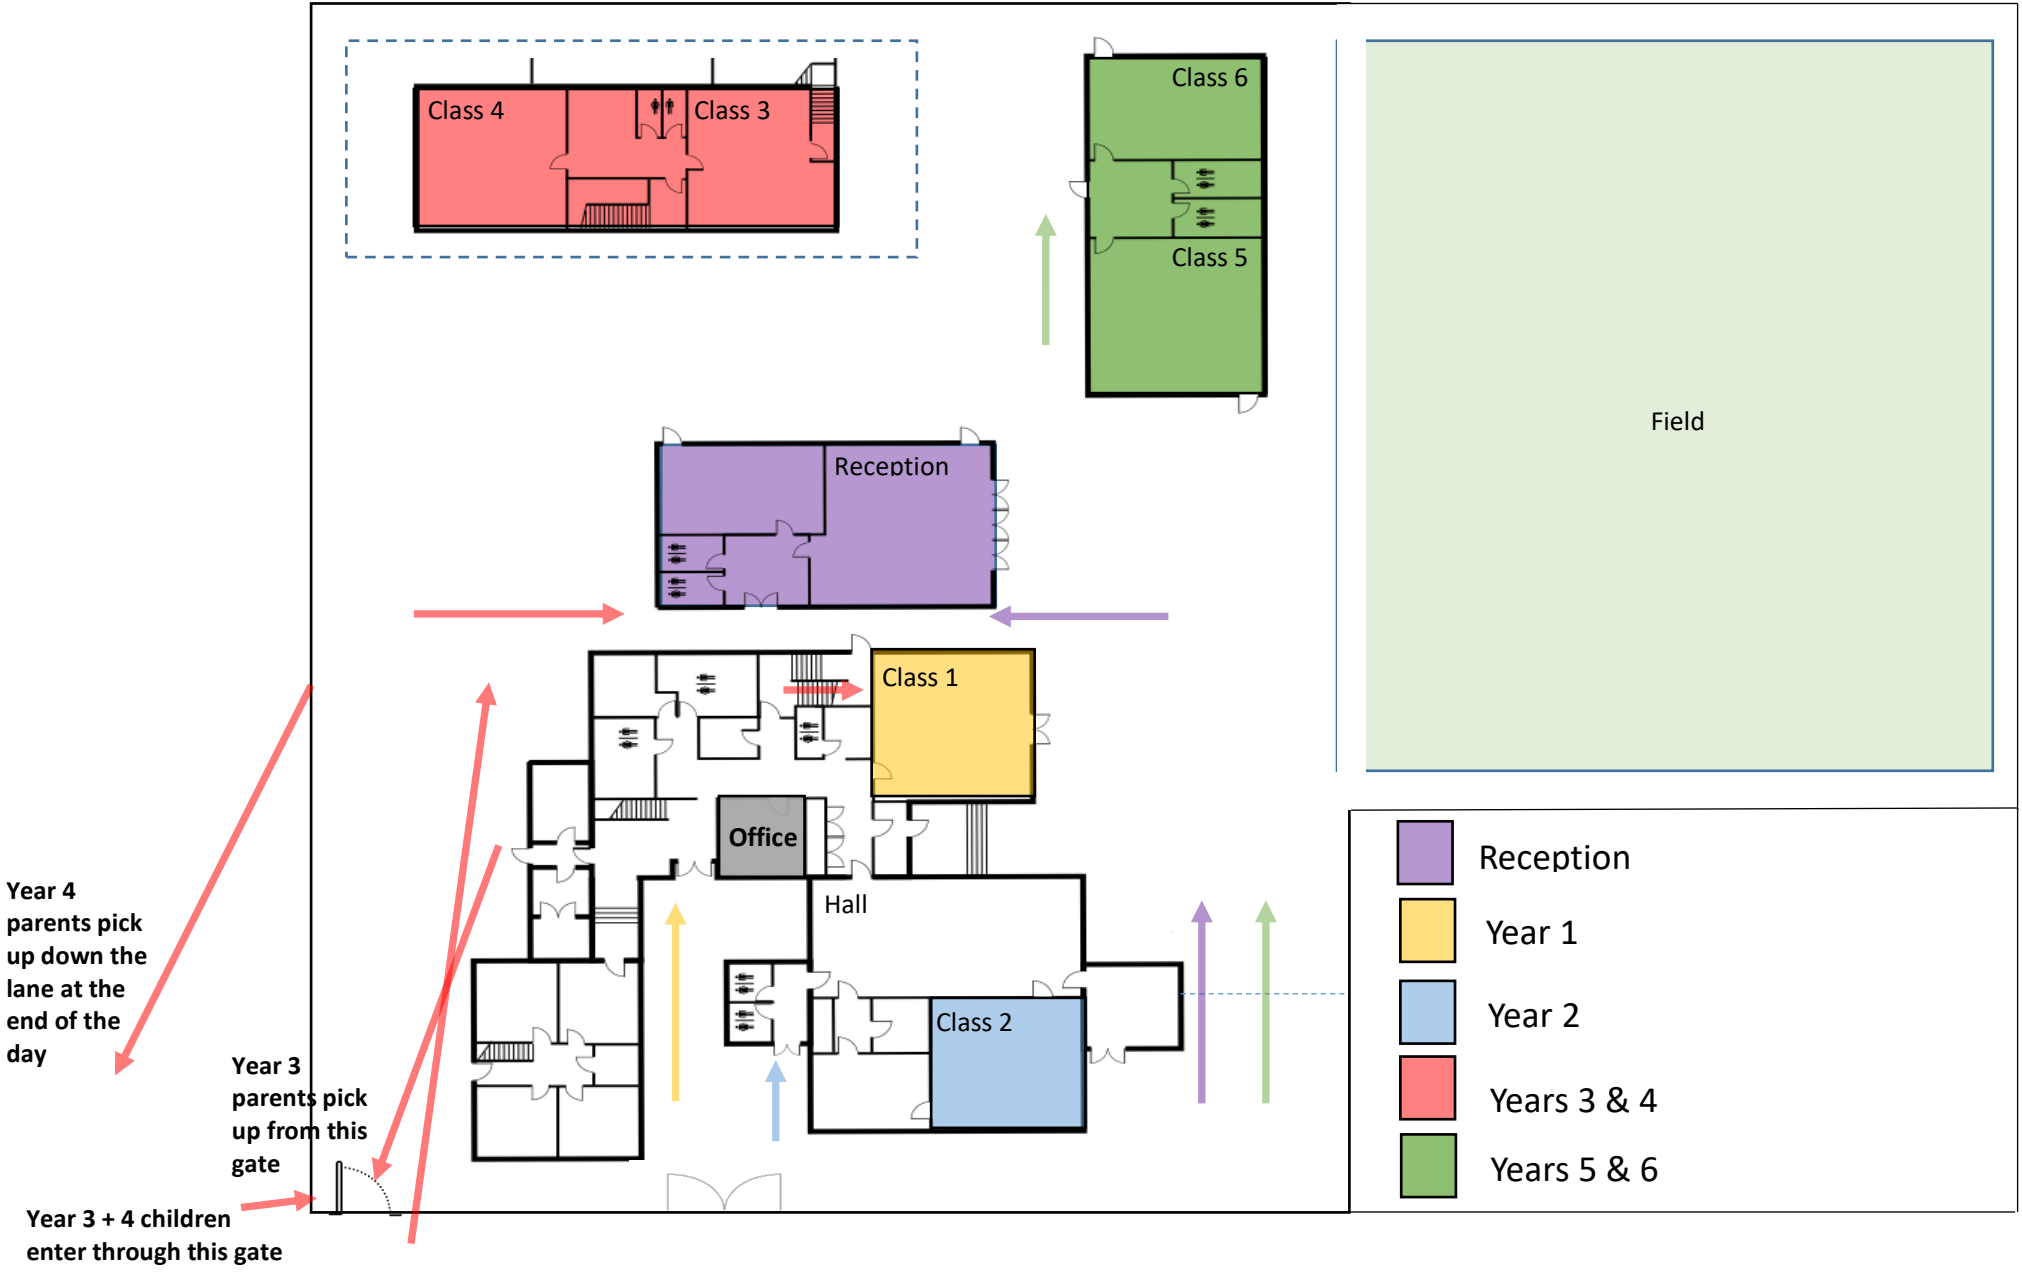 Class 4
Class 3
Class 6
Class 5
Field
Reception
Class 1
Office
Hall
Class 2
Year 4
parents pick
up down the
lane at the
end of the
day
Year 3
parents pick
up from this
gate
Year 3 + 4 children
enter through this gate
Reception
Year 1
Year 2
Years 3 & 4
Years 5 & 6